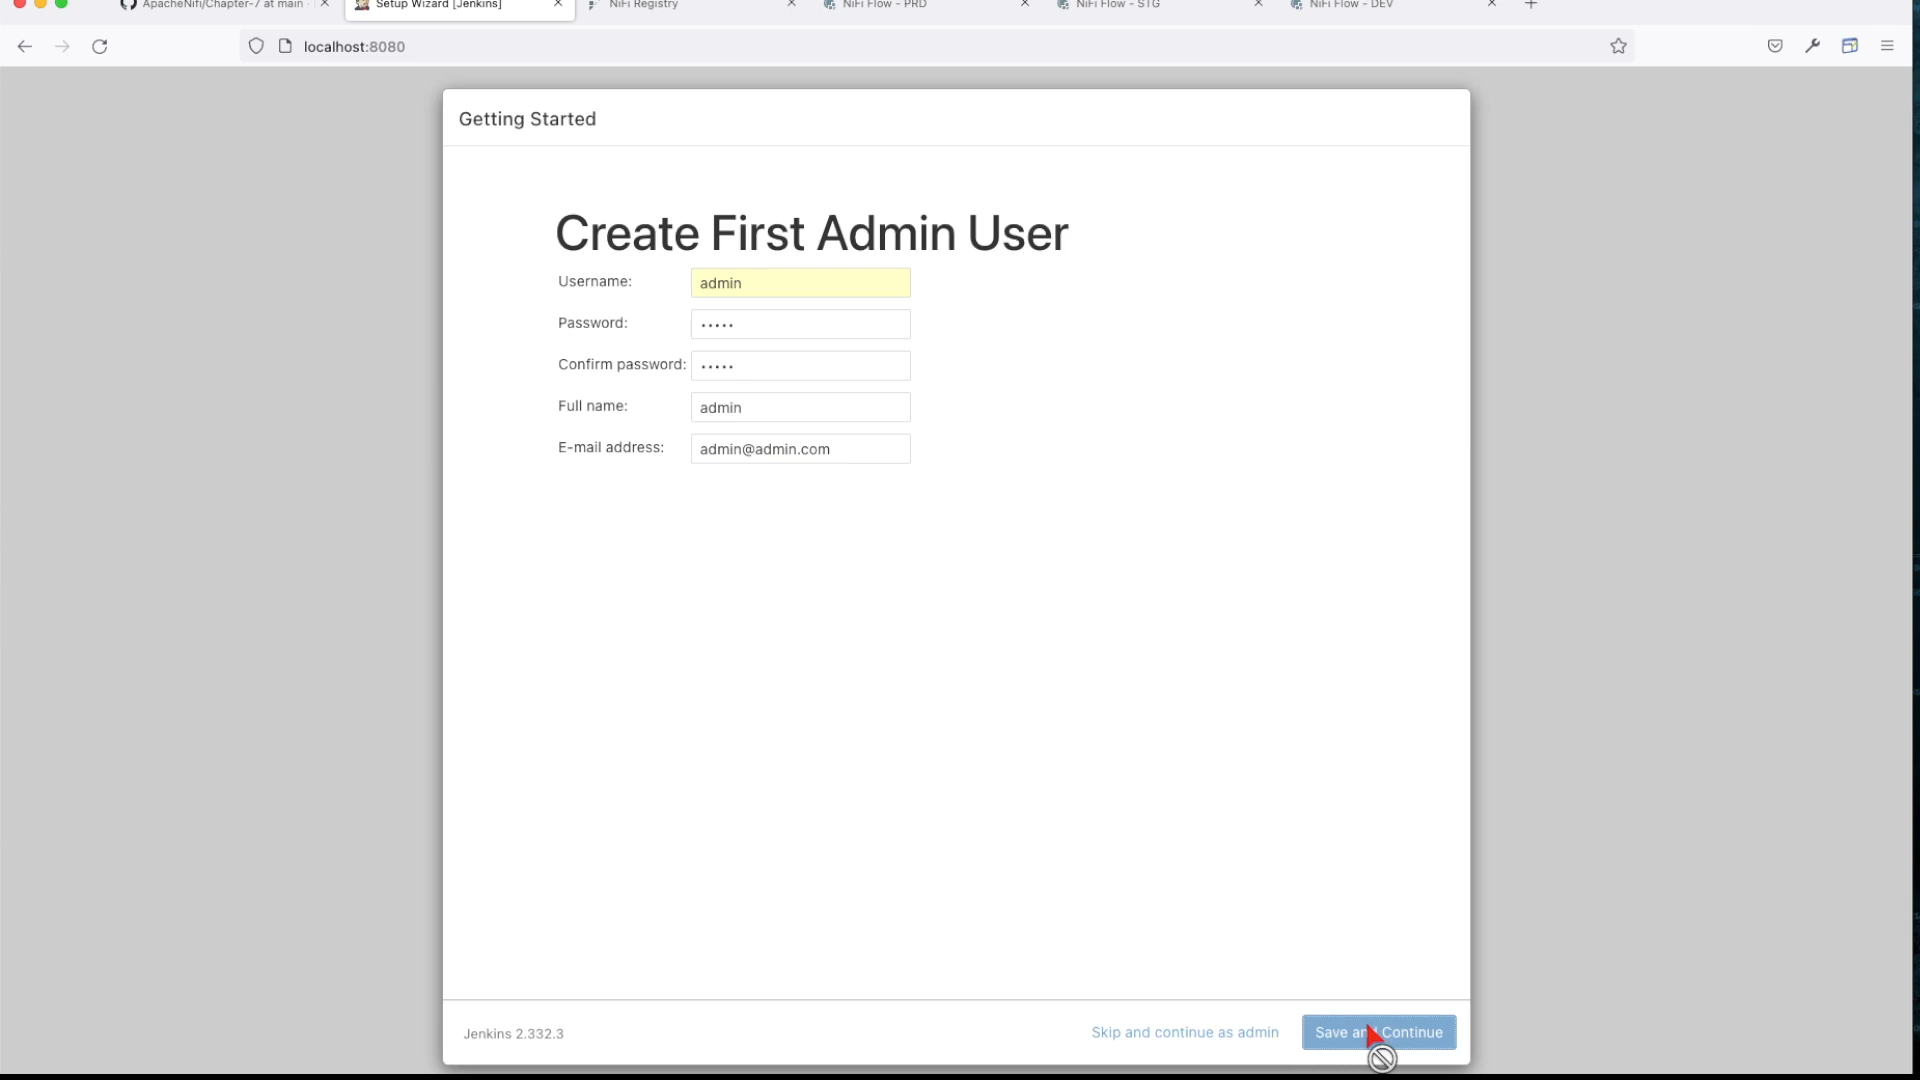 ApacheNifi/Chapter-7 at main
Setup Wizard [Jenkins]
NiFi Registry
NiFi Flow - PRD
NiFi Flow - STG
NiFi Flow - DEV
localhost:8080
Getting Started
Create First Admin User
Username: admin
Password: •••••
Confirm password: •••••
Full name: admin
E-mail address: admin@admin.com
Jenkins 2.332.3
Skip and continue as admin
Save and Continue